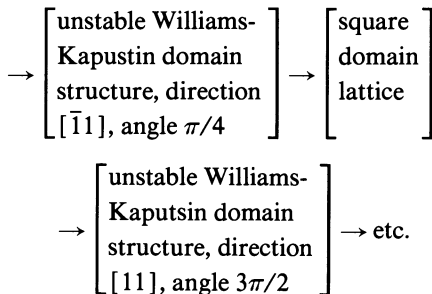 → [unstable Williams-
Kapustin domain
structure, direction
[1̄1], angle π/4] → [square
domain
lattice]
→ [unstable Williams-
Kaputsin domain
structure, direction
[11], angle 3π/2] → etc.